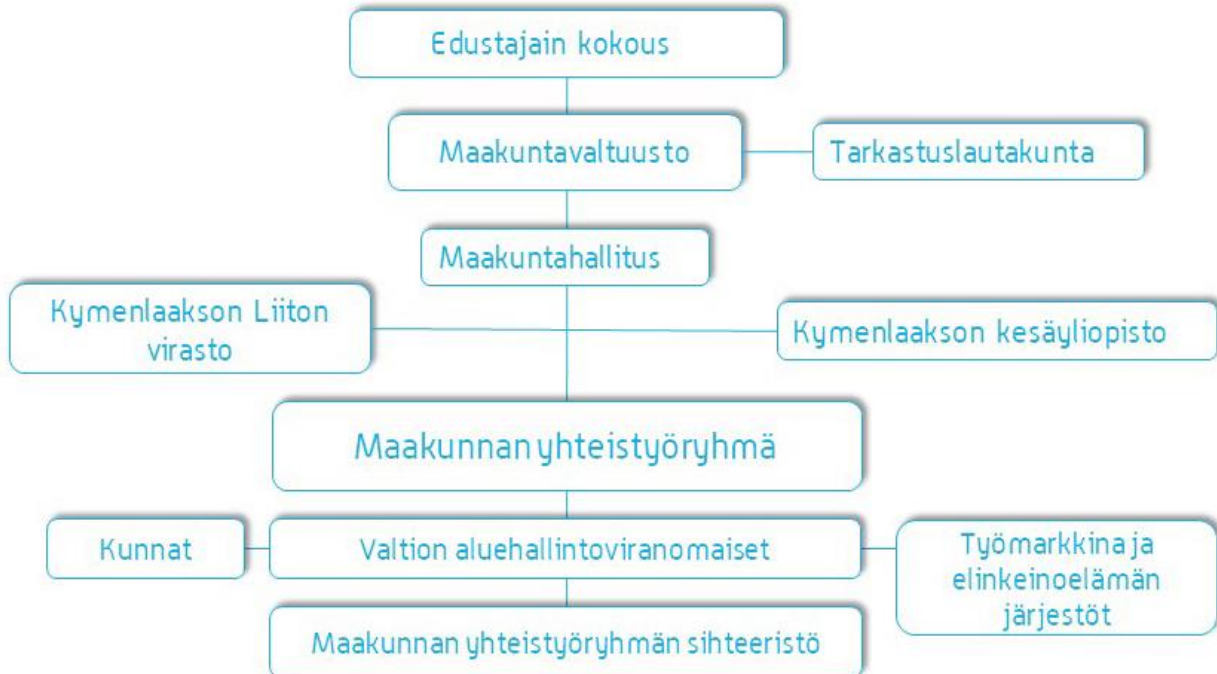 Edustajain kokous
Maakuntavaltuusto
Tarkastuslautakunta
Maakuntahallitus
Kymenlaakson Liiton
virasto
Kymenlaakson kesäyliopisto
Maakunnan yhteistyöryhmä
Kunnat
Valtion aluehallintoviranomaiset
Työmarkkina ja
elinkeinoelämän
järjestöt
Maakunnan yhteistyöryhmän sihteeristö